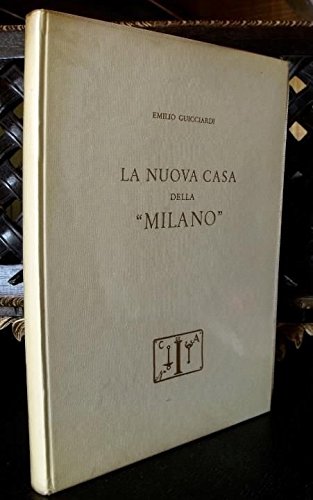 EMILIO GUICCIARDI
LA NUOVA CASA
DELLA
"MILANO"
C A